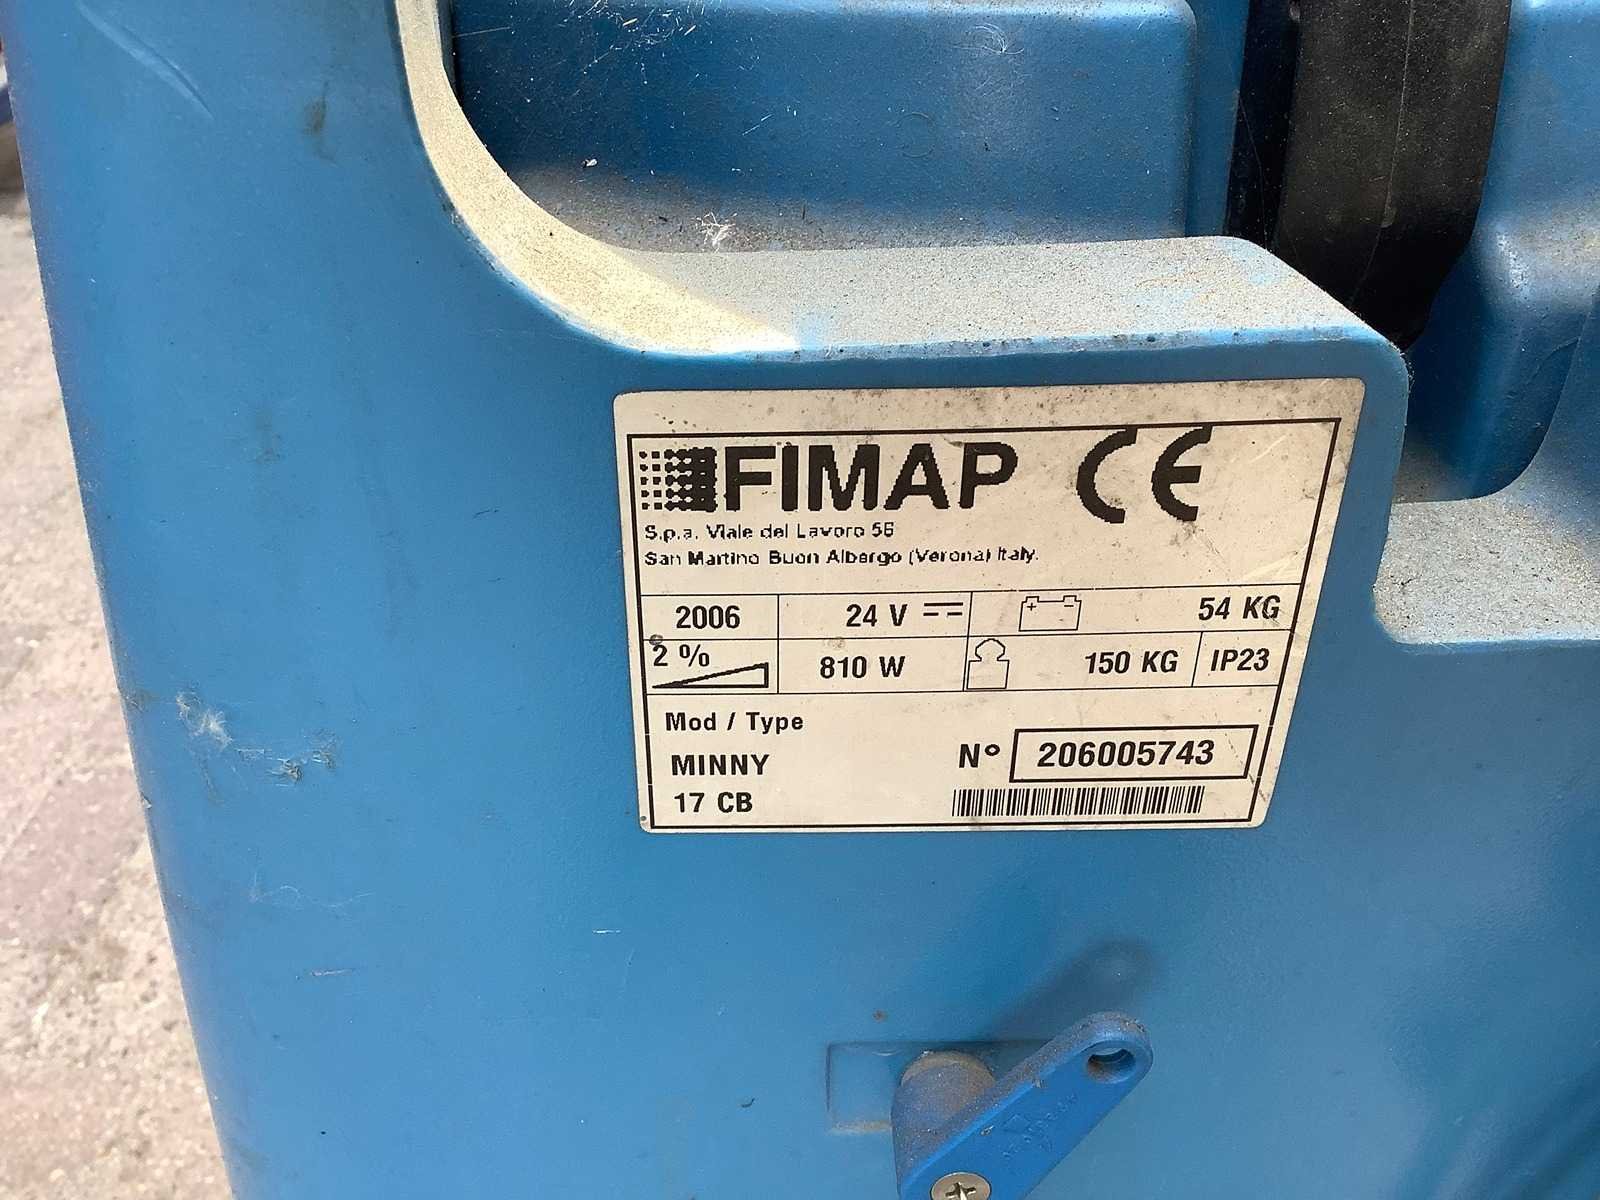 FIMAP CE
S.p.a. Viale del Lavoro 56
San Martino Buon Albergo (Verona) Italy.
2006 24 V 54 KG
2 % 810 W 150 KG IP23
Mod / Type
MINNY Nº 206005743
17 CB